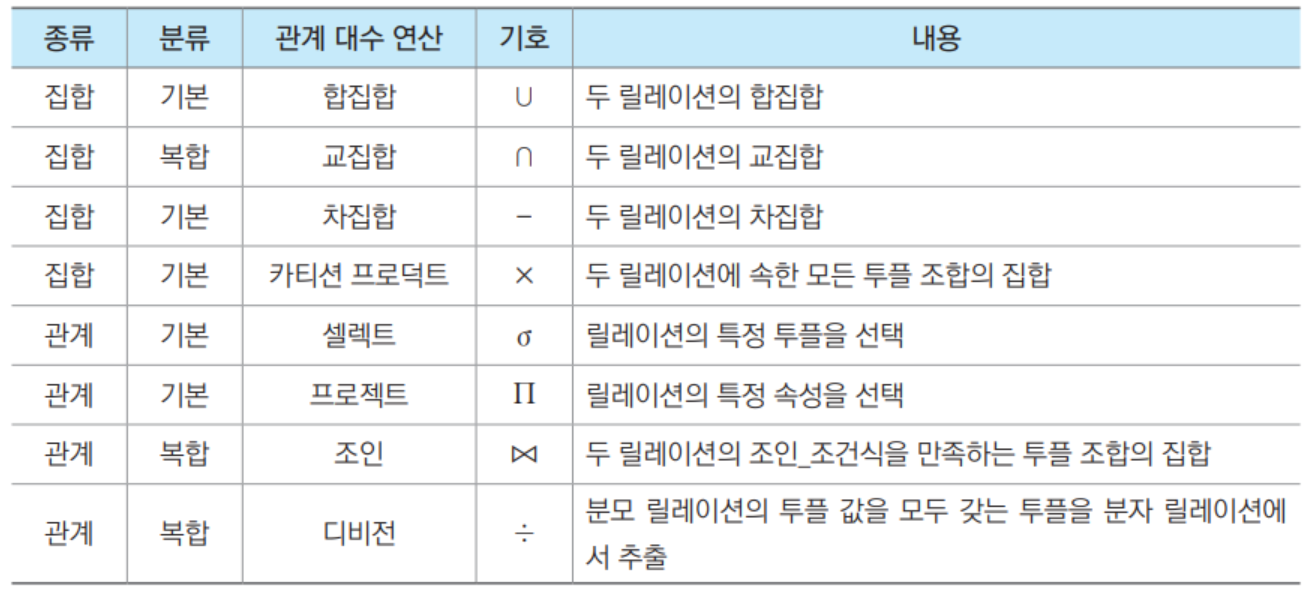 종류 분류 관계 대수 연산 기호 내용
집합 기본 합집합 ∪ 두 릴레이션의 합집합
집합 복합 교집합 ∩ 두 릴레이션의 교집합
집합 기본 차집합 − 두 릴레이션의 차집합
집합 기본 카티션 프로덕트 × 두 릴레이션에 속한 모든 투플 조합의 집합
관계 기본 셀렉트 σ 릴레이션의 특정 투플을 선택
관계 기본 프로젝트 Π 릴레이션의 특정 속성을 선택
관계 복합 조인 ⋈ 두 릴레이션의 조인_조건식을 만족하는 투플 조합의 집합
관계 복합 디비전 ÷ 분모 릴레이션의 투플 값을 모두 갖는 투플을 분자 릴레이션에
서 추출